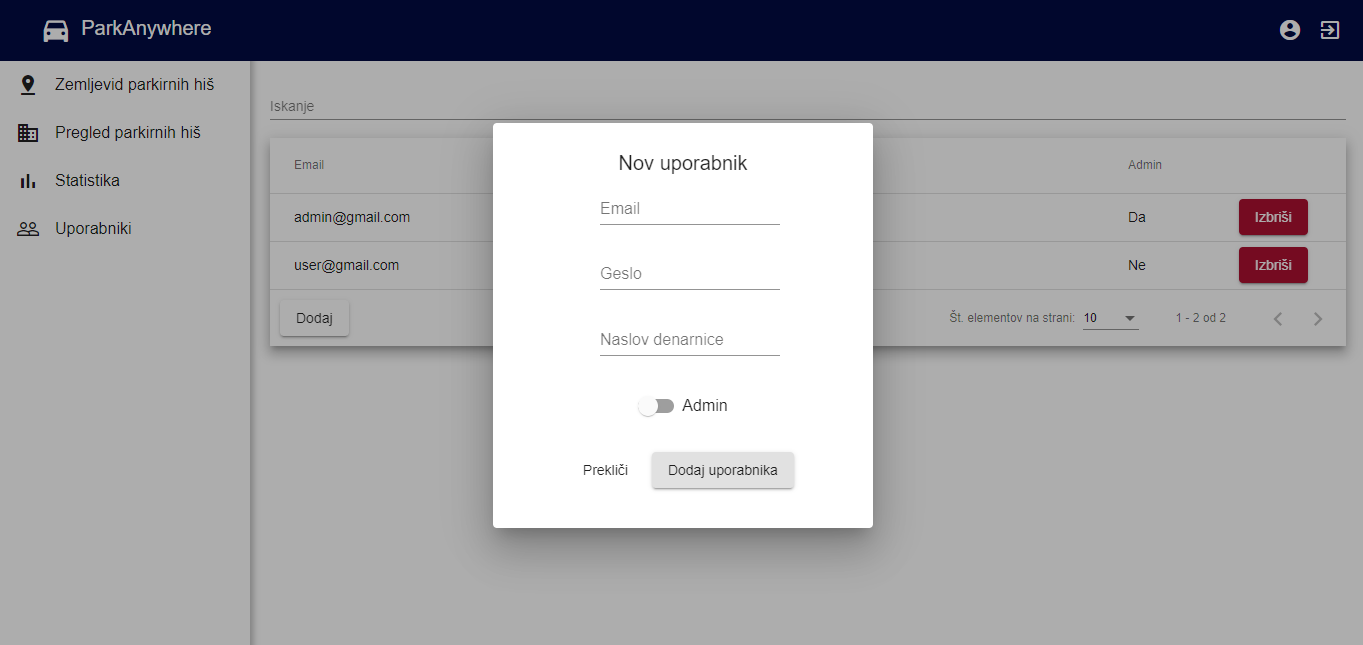 ParkAnywhere
Zemljevid parkirnih hiš
Pregled parkirnih hiš
Statistika
Uporabniki
Iskanje
Email Admin
admin@gmail.com Da Izbriši
user@gmail.com Ne Izbriši
Dodaj Št. elementov na strani: 10 1 - 2 od 2
Nov uporabnik
Email
Geslo
Naslov denarnice
Admin
Prekliči Dodaj uporabnika